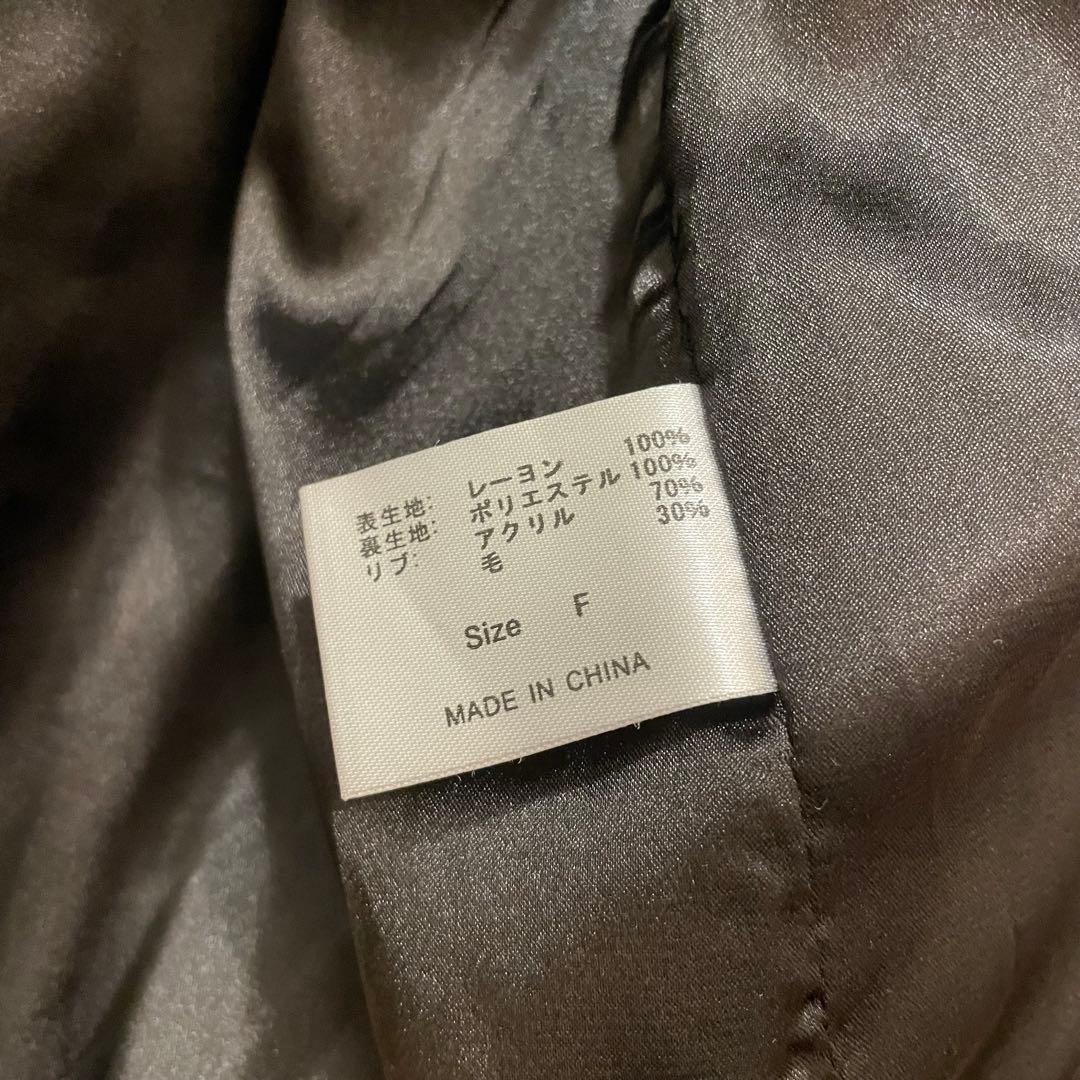 表生地: レーヨン 100%
裏生地: ポリエステル 100%
リブ: アクリル 70%
毛 30%
Size F
MADE IN CHINA